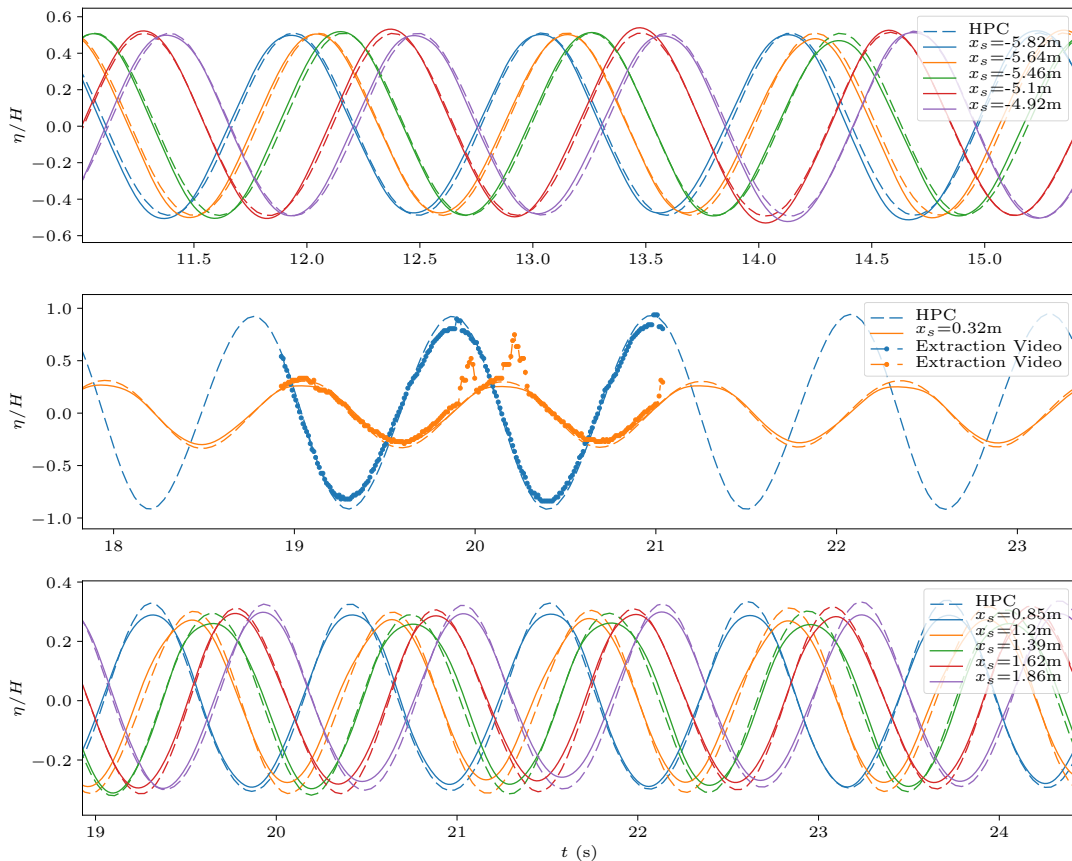 0.6
0.4
0.2
0.0
−0.2
−0.4
−0.6
η/H
HPC
x_s=-5.82m
x_s=-5.64m
x_s=-5.46m
x_s=-5.1m
x_s=-4.92m
11.5 12.0 12.5 13.0 13.5 14.0 14.5 15.0
1.0
0.5
0.0
−0.5
−1.0
η/H
HPC
x_s=0.32m
Extraction Video
Extraction Video
18 19 20 21 22 23
0.4
0.2
0.0
−0.2
η/H
HPC
x_s=0.85m
x_s=1.2m
x_s=1.39m
x_s=1.62m
x_s=1.86m
19 20 21 22 23 24
t (s)